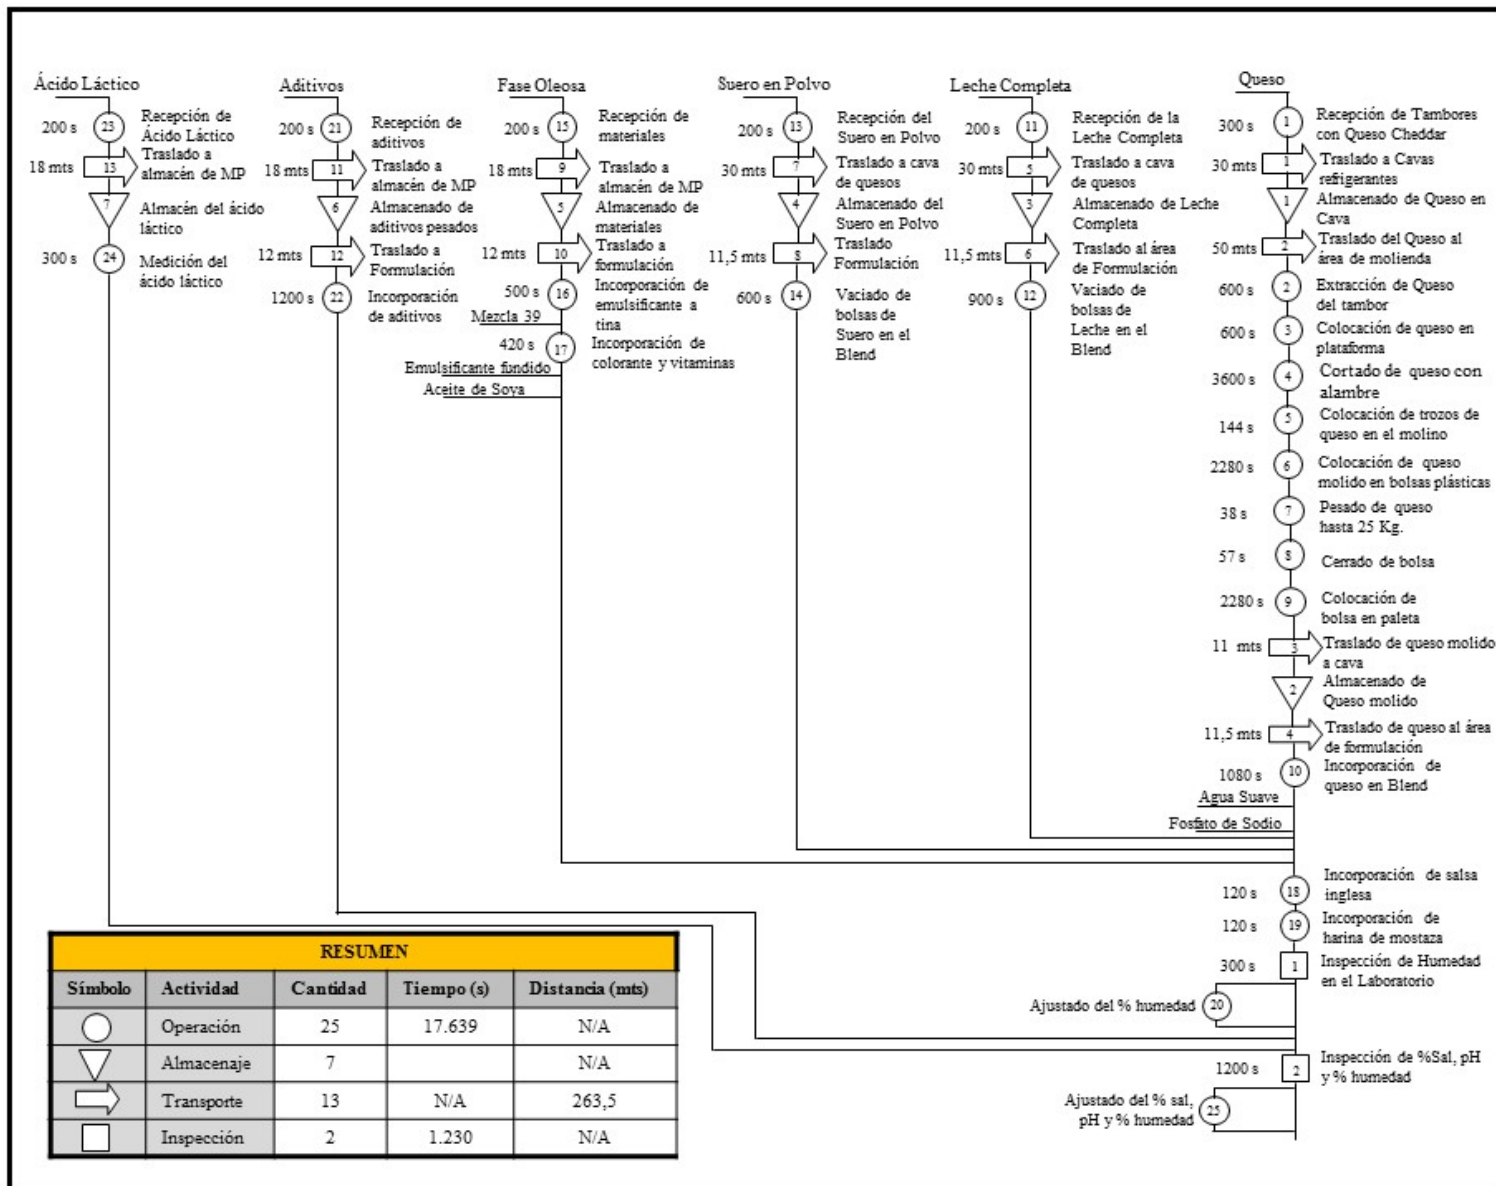 Ácido Láctico
200 s
23
Recepción de
Ácido Láctico
18 mts
13
Traslado a
almacén de MP
7
Almacén del ácido
láctico
300 s
24
Medición del
ácido láctico
Aditivos
200 s
21
Recepción de
aditivos
18 mts
11
Traslado a
almacén de MP
6
Almacenado de
aditivos pesados
12 mts
12
Traslado a
Formulación
1200 s
22
Incorporación
de aditivos
Fase Oleosa
200 s
15
Recepción de
materiales
18 mts
9
Traslado a
almacén de MP
5
Almacenado de
materiales
12 mts
10
Traslado a
formulación
500 s
16
Incorporación de
emulsificante a
tina
Mezcla 39
420 s
17
Incorporación de
colorante y vitaminas
Emulsificante fundido
Aceite de Soya
Suero en Polvo
200 s
13
Recepción del
Suero en Polvo
30 mts
7
Traslado a cava
de quesos
4
Almacenado del
Suero en Polvo
11,5 mts
8
Traslado
Formulación
600 s
14
Vaciado de
bolsas de
Suero en el
Blend
Leche Completa
200 s
11
Recepción de la
Leche Completa
30 mts
5
Traslado a cava
de quesos
3
Almacenado de Leche
Completa
11,5 mts
6
Traslado al área
de Formulación
900 s
12
Vaciado de
bolsas de
Leche en el
Blend
Queso
300 s
1
Recepción de Tambores
con Queso Cheddar
30 mts
1
Traslado a Cavas
refrigerantes
1
Almacenado de Queso en
Cava
50 mts
2
Traslado del Queso al
área de molienda
600 s
2
Extracción de Queso
del tambor
600 s
3
Colocación de queso en
plataforma
3600 s
4
Cortado de queso con
alambre
144 s
5
Colocación de trozos de
queso en el molino
2280 s
6
Colocación de queso
molido en bolsas plásticas
38 s
7
Pesado de queso
hasta 25 Kg.
57 s
8
Cerrado de bolsa
2280 s
9
Colocación de
bolsa en paleta
11 mts
3
Traslado de queso molido
a cava
2
Almacenado de
Queso molido
11,5 mts
4
Traslado de queso al área
de formulación
1080 s
10
Incorporación de
queso en Blend
Agua Suave
Fosfato de Sodio
120 s
18
Incorporación de salsa
inglesa
120 s
19
Incorporación de
harina de mostaza
300 s
1
Inspección de Humedad
en el Laboratorio
Ajustado del % humedad
20
1200 s
2
Inspección de %Sal, pH
y % humedad
Ajustado del % sal,
pH y % humedad
25
RESUMEN
Símbolo Actividad Cantidad Tiempo (s) Distancia (mts)
Operación 25 17.639 N/A
Almacenaje 7 N/A
Transporte 13 N/A 263,5
Inspección 2 1.230 N/A